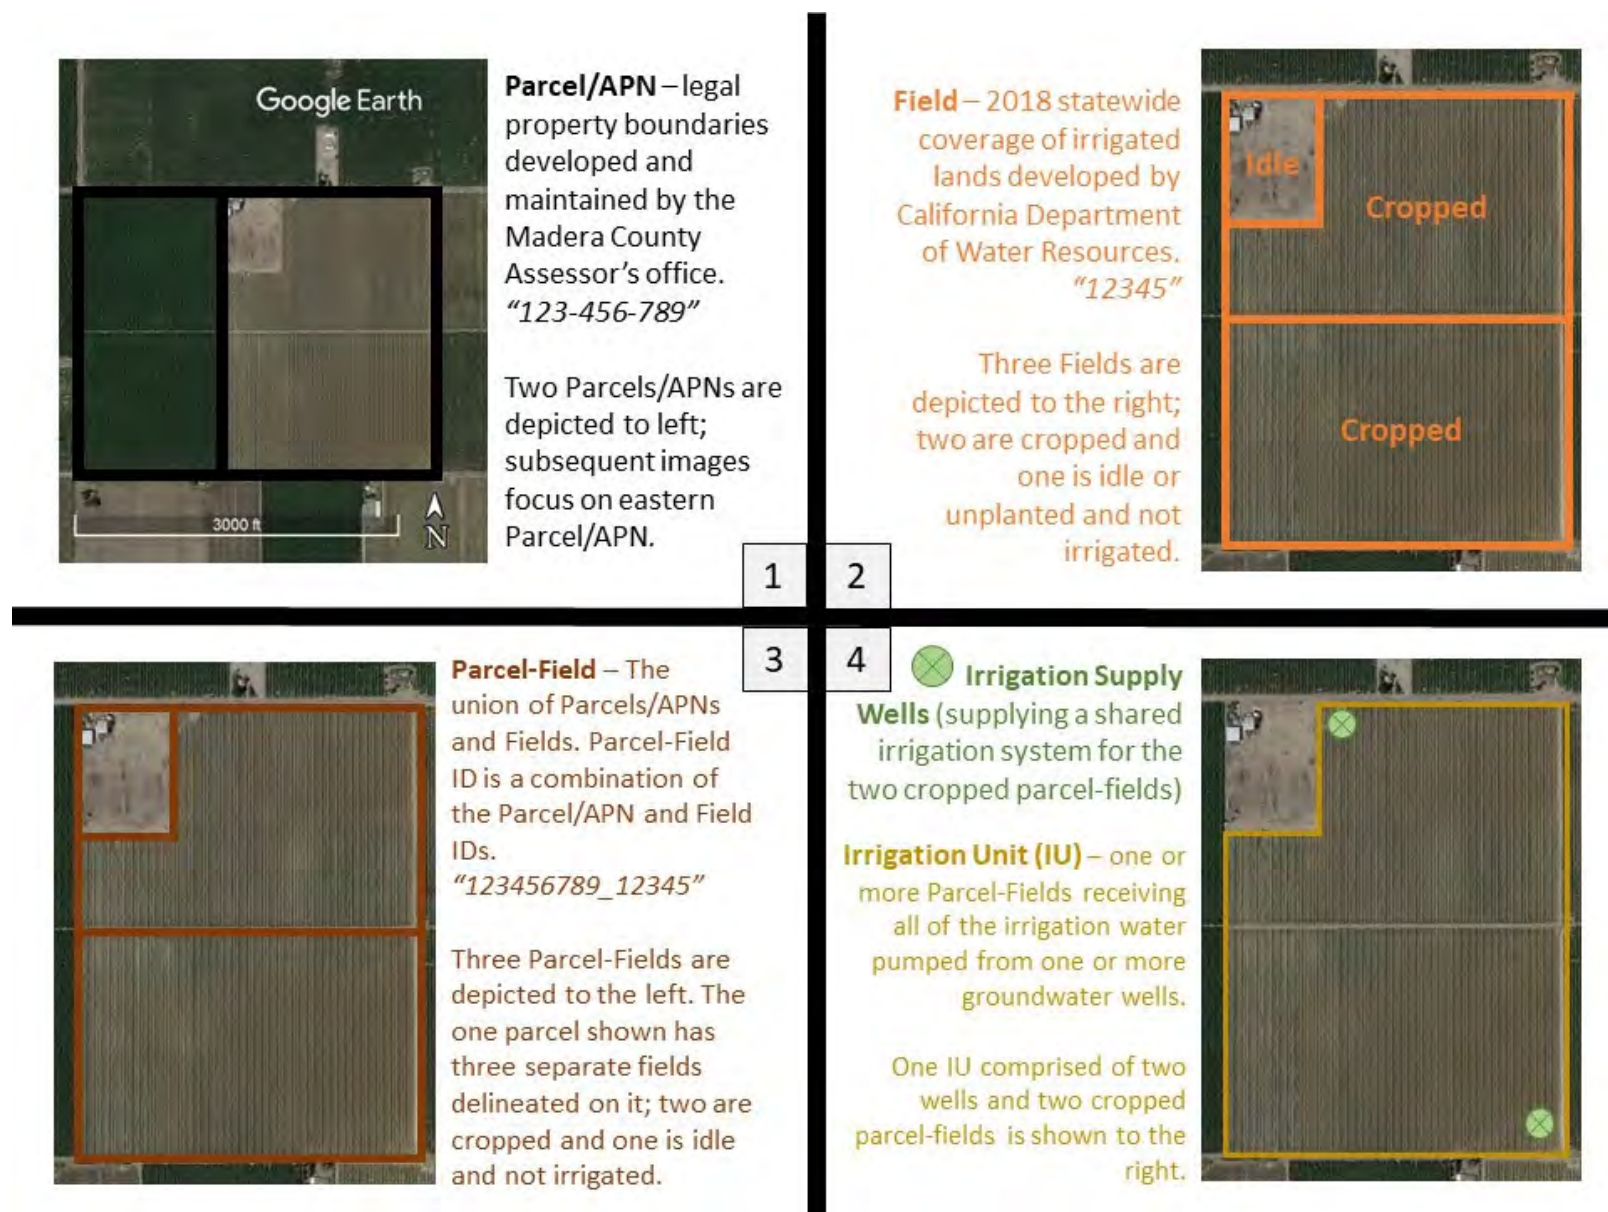 Google Earth
3000 ft
N
Parcel/APN – legal
property boundaries
developed and
maintained by the
Madera County
Assessor's office.
“123-456-789”
Two Parcels/APNs are
depicted to left;
subsequent images
focus on eastern
Parcel/APN.
1
Field – 2018 statewide
coverage of irrigated
lands developed by
California Department
of Water Resources.
“12345”
Three Fields are
depicted to the right;
two are cropped and
one is idle or
unplanted and not
irrigated.
Idle
Cropped
Cropped
2
3
Parcel-Field – The
union of Parcels/APNs
and Fields. Parcel-Field
ID is a combination of
the Parcel/APN and Field
IDs.
“123456789_12345”
Three Parcel-Fields are
depicted to the left. The
one parcel shown has
three separate fields
delineated on it; two are
cropped and one is idle
and not irrigated.
4
Irrigation Supply
Wells (supplying a shared
irrigation system for the
two cropped parcel-fields)
Irrigation Unit (IU) – one or
more Parcel-Fields receiving
all of the irrigation water
pumped from one or more
groundwater wells.
One IU comprised of two
wells and two cropped
parcel-fields is shown to the
right.